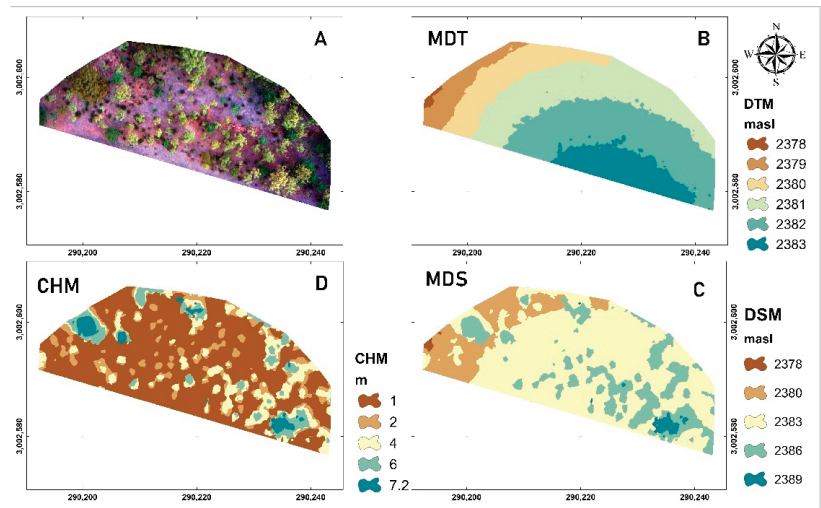 A
3,002,600
3,002,580
290,200
290,220
290,240
MDT
B
3,002,600
3,002,580
290,200
290,220
290,240
N
W
E
S
DTM
masl
2378
2379
2380
2381
2382
2383
CHM
D
3,002,600
3,002,580
290,200
290,220
290,240
CHM
m
1
2
4
6
7.2
MDS
C
3,002,600
3,002,580
290,200
290,220
290,240
DSM
masl
2378
2380
2383
2386
2389